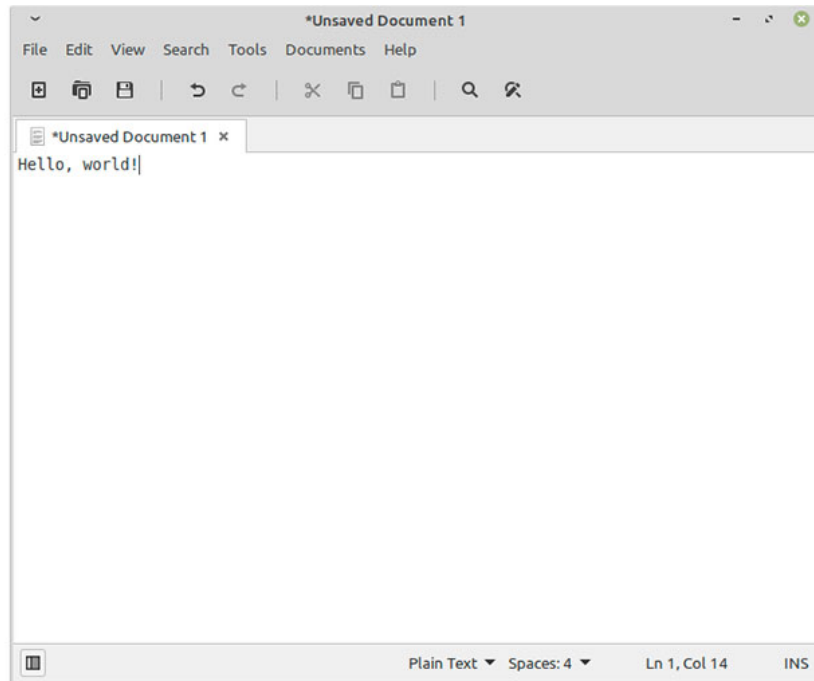 *Unsaved Document 1
File Edit View Search Tools Documents Help
*Unsaved Document 1
Hello, world!
Plain Text Spaces: 4 Ln 1, Col 14 INS